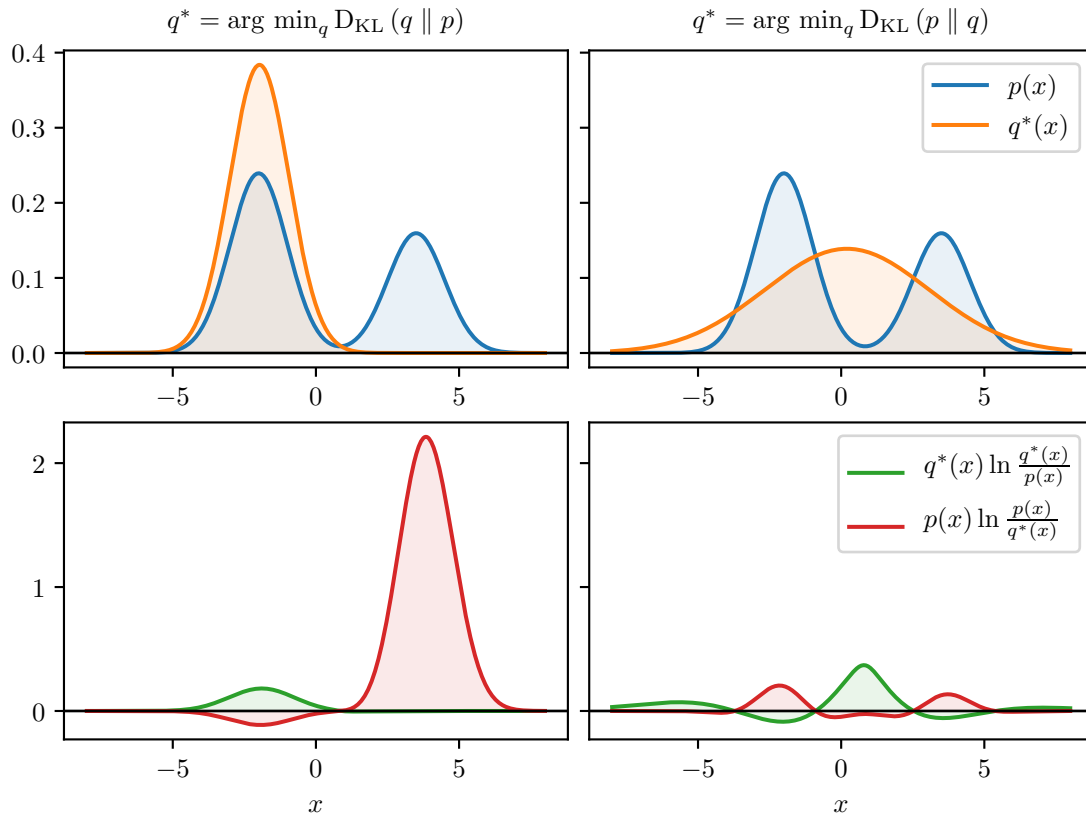 q* = arg min_q D_KL (q ∥ p)
q* = arg min_q D_KL (p ∥ q)
0.4
0.3
0.2
0.1
0.0
−5 0 5
p(x)
q*(x)
−5 0 5
2
1
0
−5 0 5
x
q*(x) ln q*(x)/p(x)
p(x) ln p(x)/q*(x)
−5 0 5
x